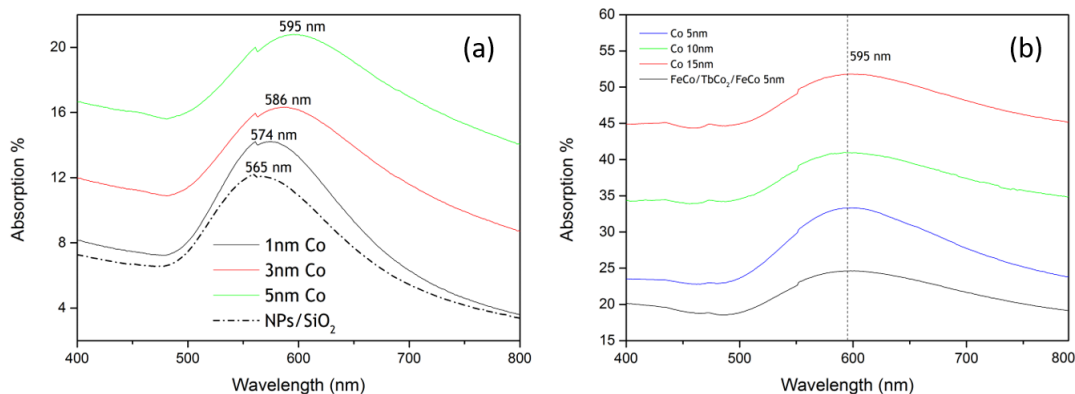 (a)
595 nm
586 nm
574 nm
565 nm
1nm Co
3nm Co
5nm Co
NPs/SiO₂
20
16
12
8
4
400
500
600
700
800
Absorption %
Wavelength (nm)
(b)
Co 5nm
Co 10nm
Co 15nm
FeCo/TbCo₂/FeCo 5nm
595 nm
60
55
50
45
40
35
30
25
20
15
400
500
600
700
800
Absorption %
Wavelength (nm)